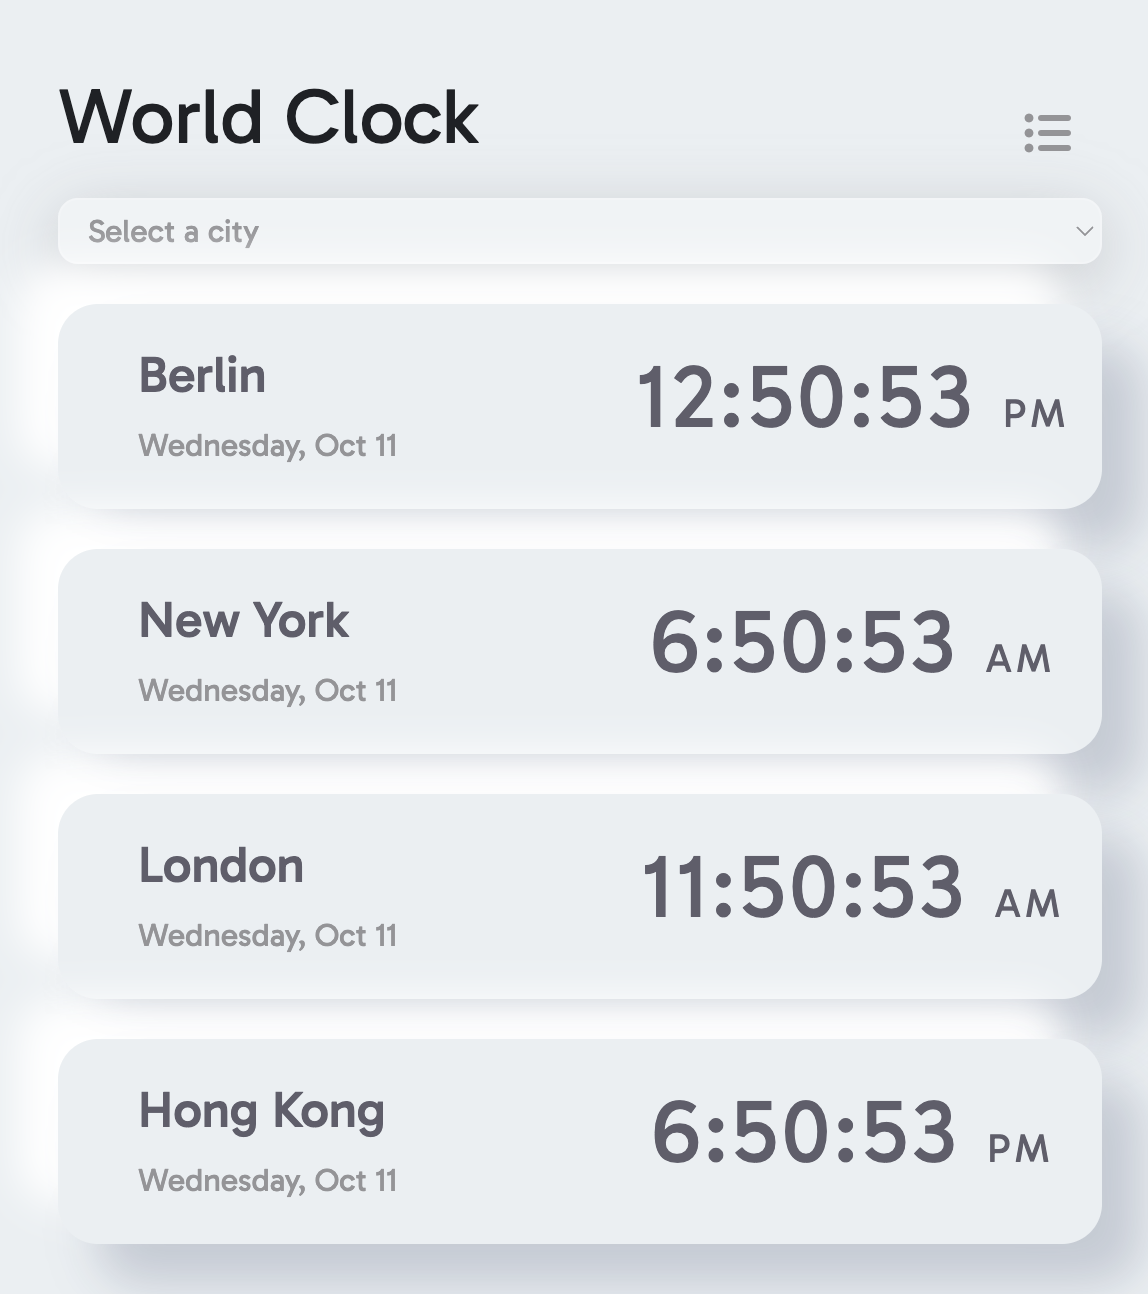 World Clock
Select a city
Berlin
12:50:53 PM
Wednesday, Oct 11
New York
6:50:53 AM
Wednesday, Oct 11
London
11:50:53 AM
Wednesday, Oct 11
Hong Kong
6:50:53 PM
Wednesday, Oct 11